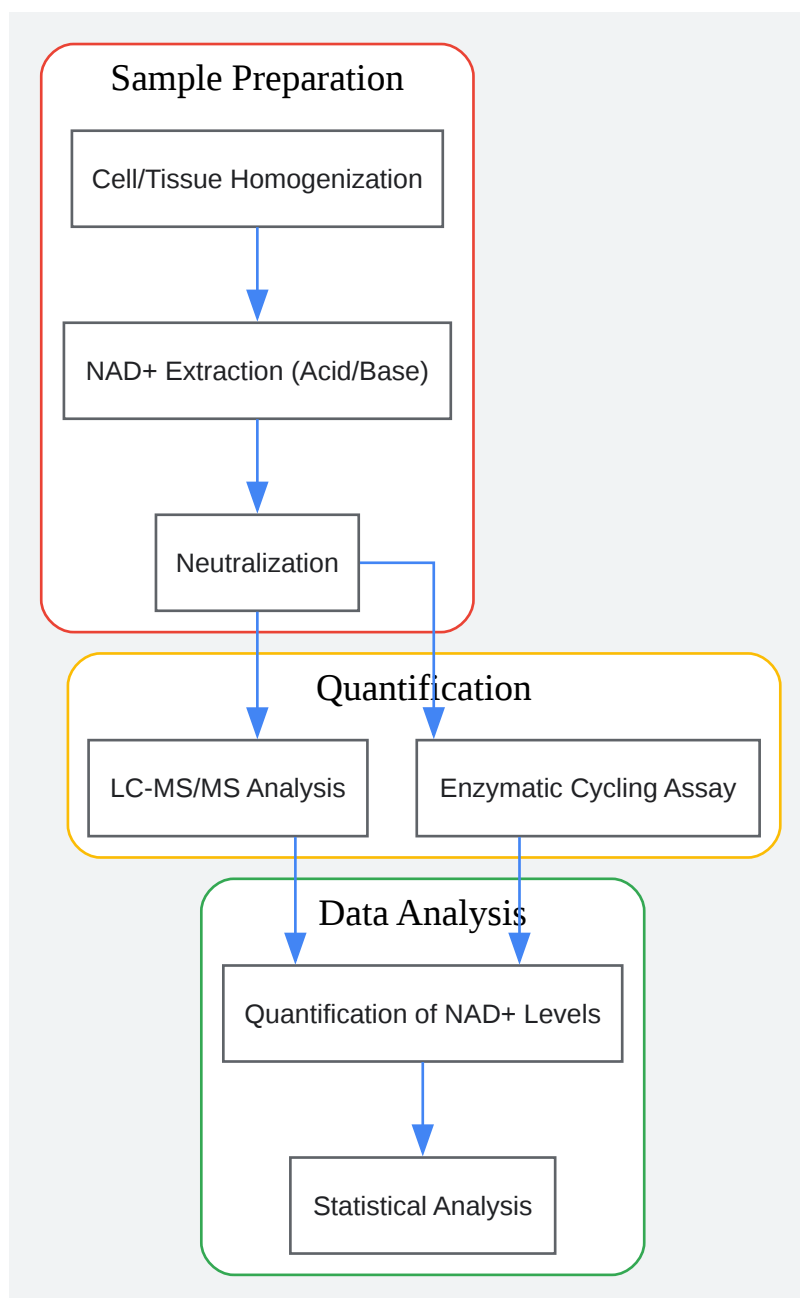 Sample Preparation
Cell/Tissue Homogenization
NAD+ Extraction (Acid/Base)
Neutralization
Quantification
LC-MS/MS Analysis
Enzymatic Cycling Assay
Data Analysis
Quantification of NAD+ Levels
Statistical Analysis